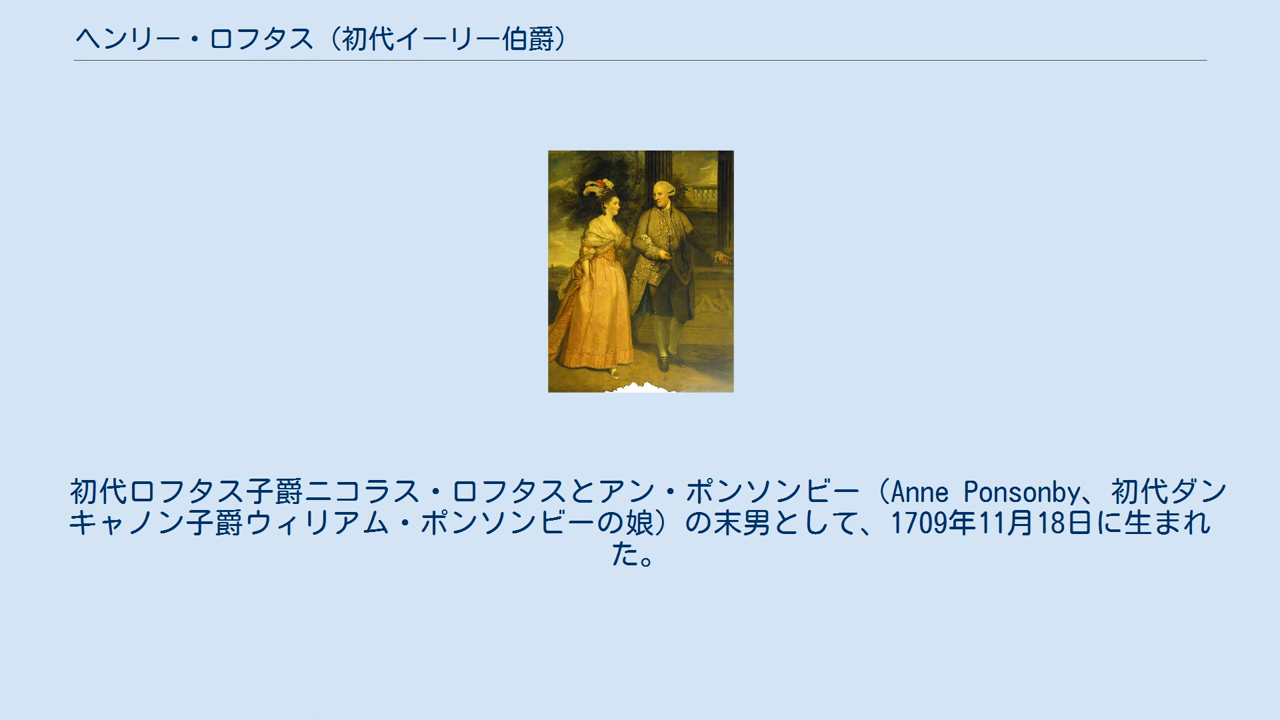 ヘンリー・ロフタス（初代イーリー伯爵）
初代ロフタス子爵ニコラス・ロフタスとアン・ポンソンビー（Anne Ponsonby、初代ダン
キャノン子爵ウィリアム・ポンソンビーの娘）の末男として、1709年11月18日に生まれ
た。